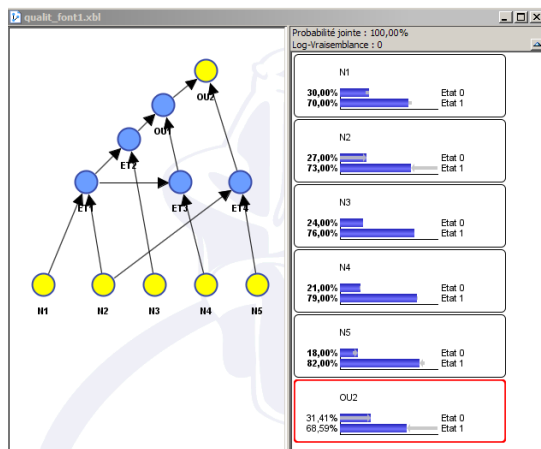 qualit_font1.xbl
Probabilité jointe : 100,00%
Log-Vraisemblance : 0
OU2
OU1
ET2
ET1
ET3
ET4
N1
N2
N3
N4
N5
N1
30,00% Etat 0
70,00% Etat 1
N2
27,00% Etat 0
73,00% Etat 1
N3
24,00% Etat 0
76,00% Etat 1
N4
21,00% Etat 0
79,00% Etat 1
N5
18,00% Etat 0
82,00% Etat 1
OU2
31,41% Etat 0
68,59% Etat 1